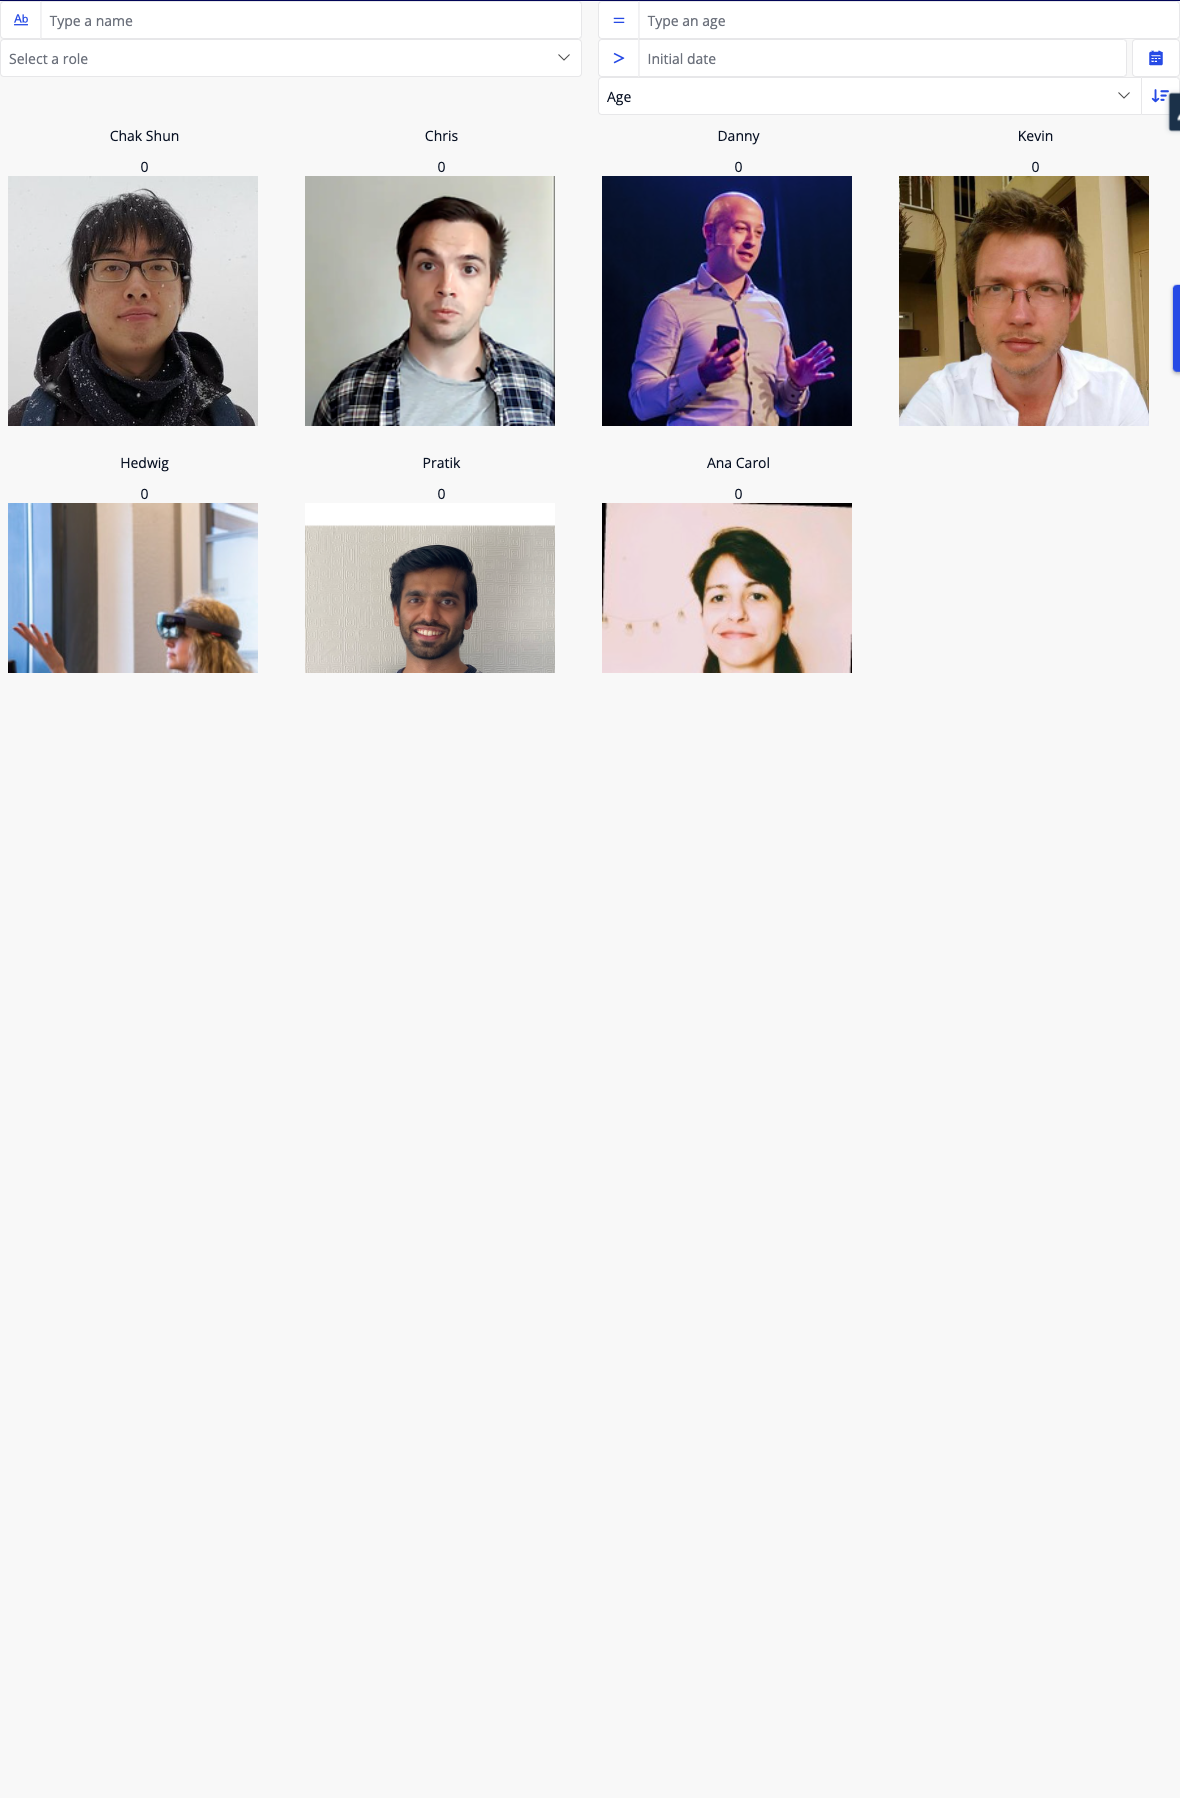 Ab Type a name
= Type an age
Select a role
> Initial date
Age
Chak Shun Chris Danny Kevin
0 0 0 0
Hedwig Pratik Ana Carol
0 0 0